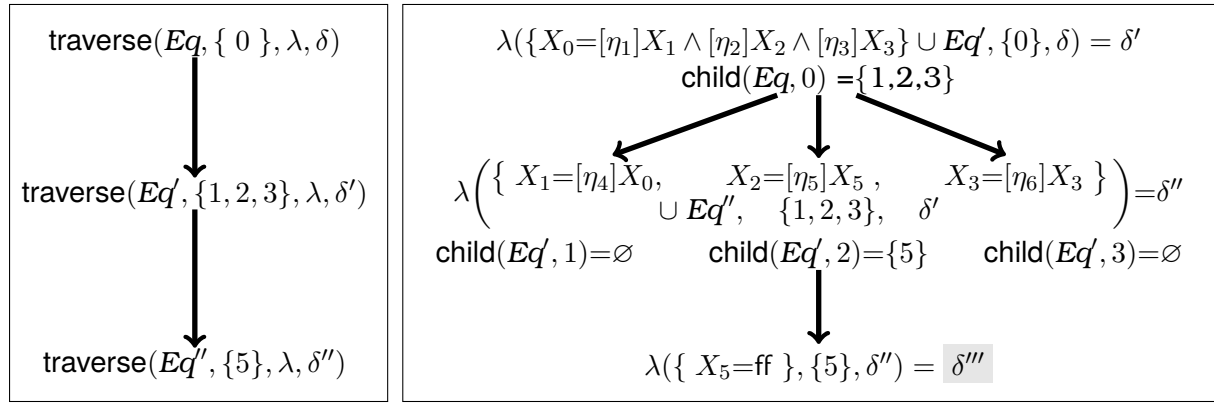 traverse(Eq, { 0 }, λ, δ)
traverse(Eq′, {1, 2, 3}, λ, δ′)
traverse(Eq″, {5}, λ, δ″)
λ({X₀=[η₁]X₁ ∧ [η₂]X₂ ∧ [η₃]X₃} ∪ Eq′, {0}, δ) = δ′
child(Eq, 0) ={1,2,3}
λ({ X₁=[η₄]X₀, X₂=[η₅]X₅ , X₃=[η₆]X₃ }
∪ Eq″, {1, 2, 3}, δ′ )=δ″
child(Eq′, 1)=∅ child(Eq′, 2)={5} child(Eq′, 3)=∅
λ({ X₅=ff }, {5}, δ″) = δ‴